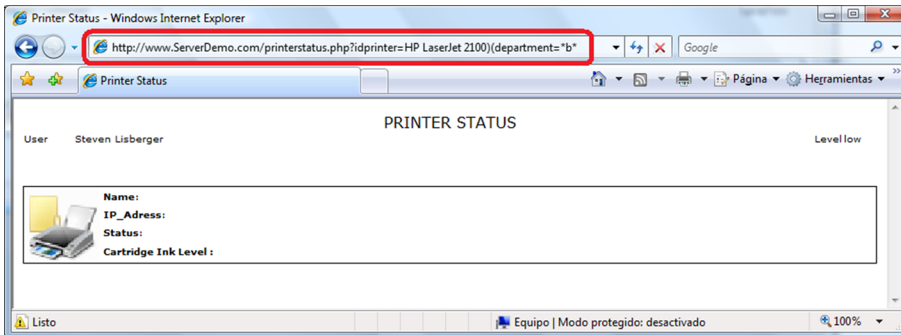 Printer Status - Windows Internet Explorer
http://www.ServerDemo.com/printerstatus.php?idprinter=HP LaserJet 2100)(department=*b*
Google
Printer Status
Página
Herramientas
PRINTER STATUS
User Steven Lisberger Level low
Name:
IP_Adress:
Status:
Cartridge Ink Level :
Listo
Equipo | Modo protegido: desactivado
100%